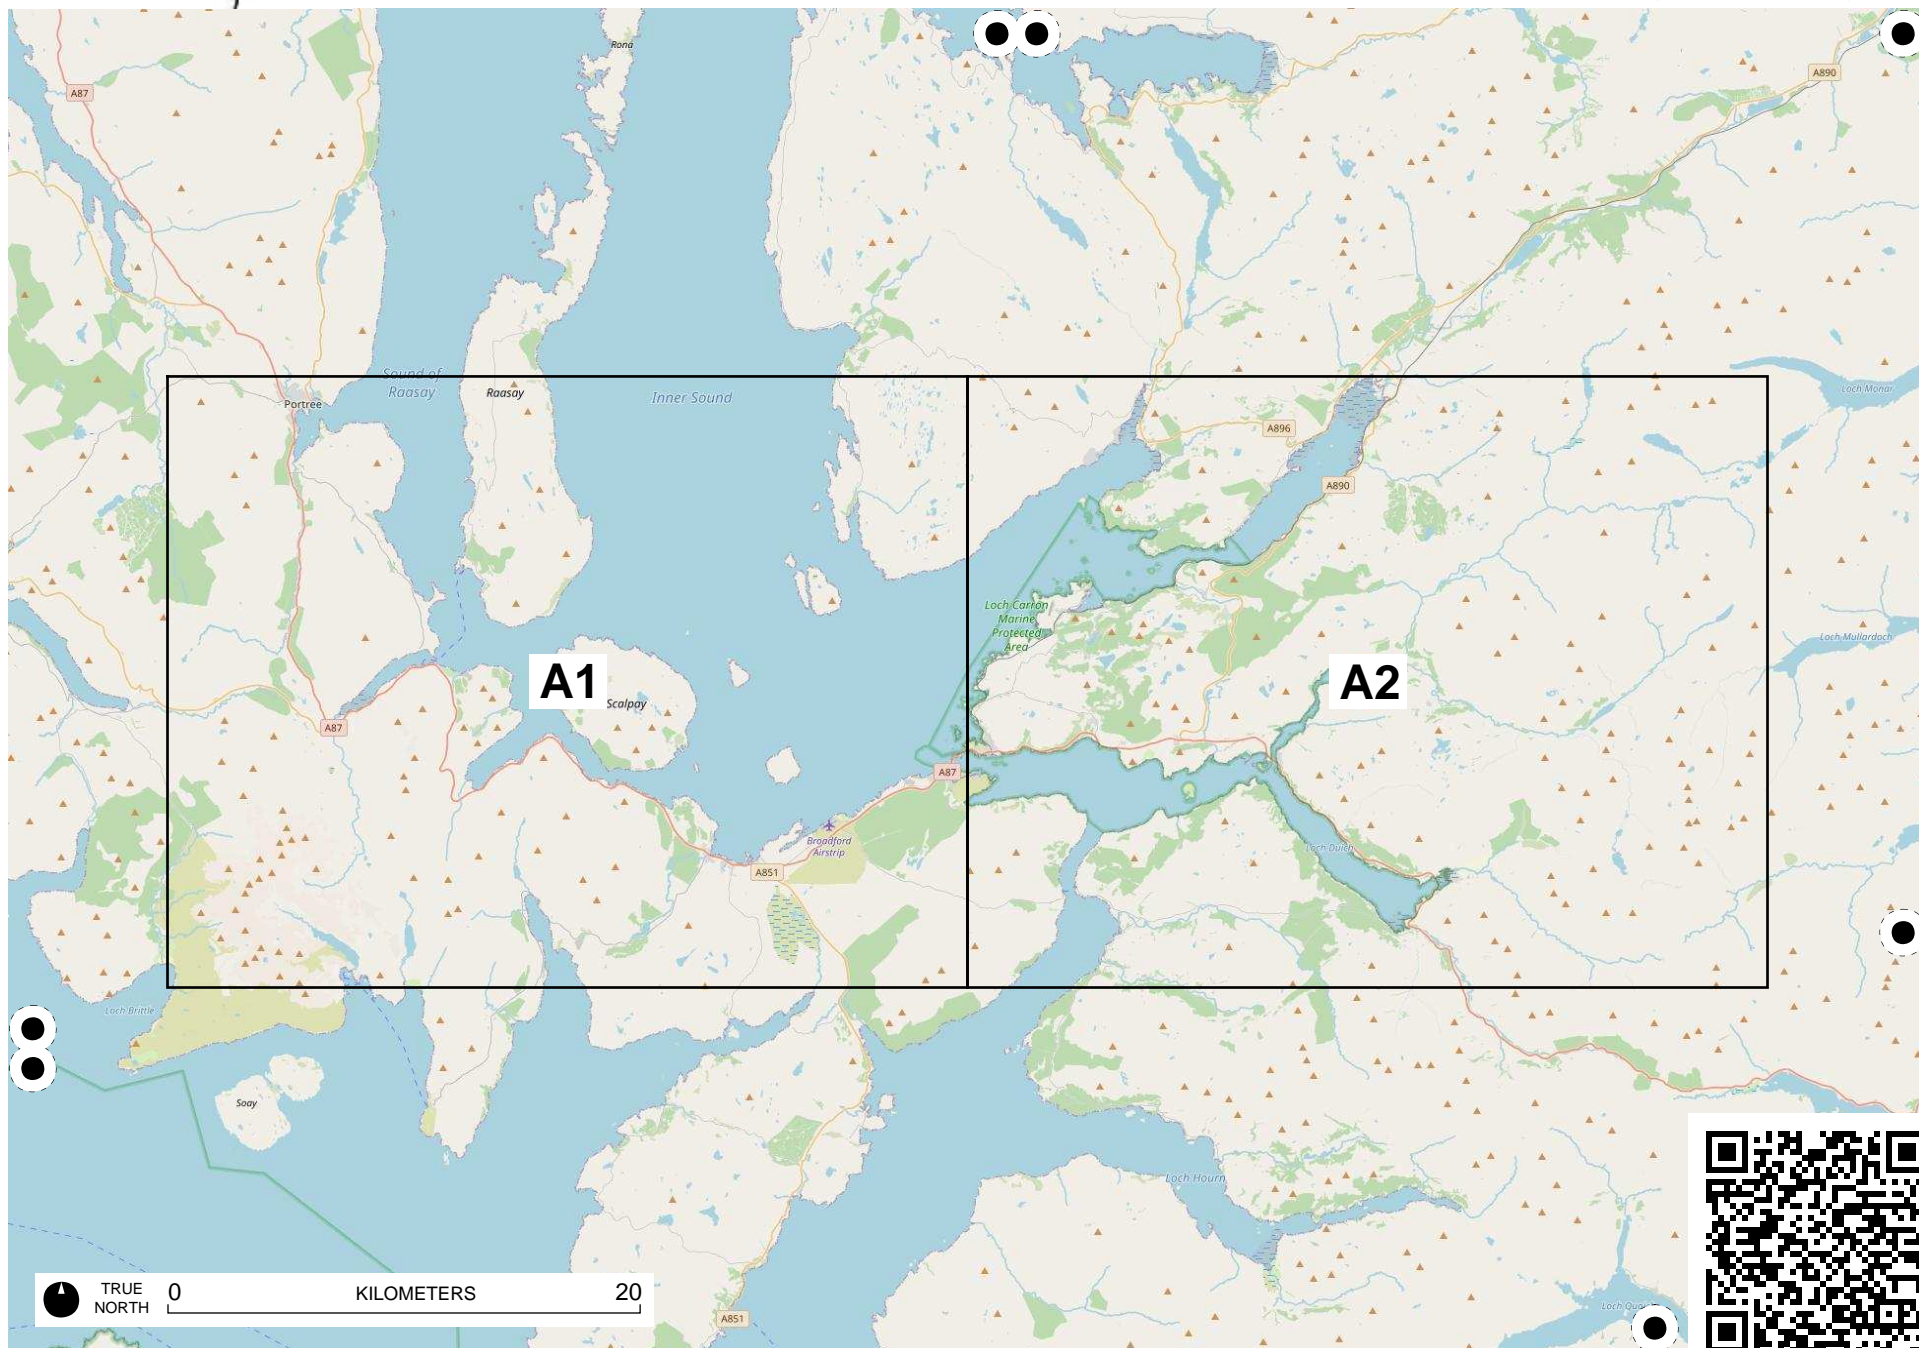 Rona
A87
A890
Sound of
Raasay
Raasay
Inner Sound
Loch Monar
Portree
A896
A890
Loch Carron
Marine
Protected
Area
Loch Mullardoch
A1
A2
Scalpay
A87
A87
Broadford
Airstrip
Loch Duich
A851
Loch Brittle
Soay
Loch Hourn
TRUE
NORTH
0
KILOMETERS
20
A851